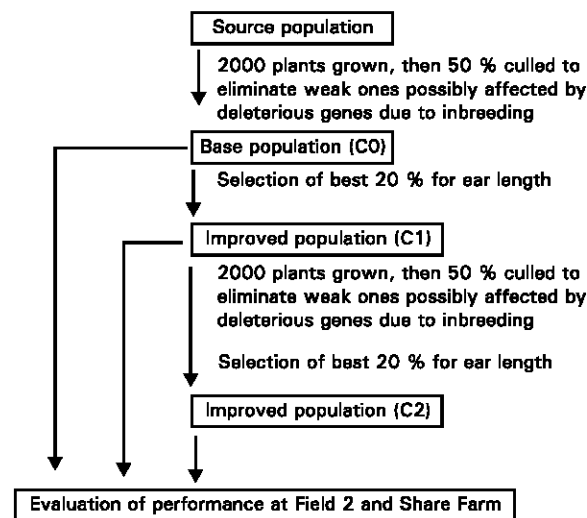 Source population
2000 plants grown, then 50 % culled to
eliminate weak ones possibly affected by
deleterious genes due to inbreeding
Base population (C0)
Selection of best 20 % for ear length
Improved population (C1)
2000 plants grown, then 50 % culled to
eliminate weak ones possibly affected by
deleterious genes due to inbreeding
Selection of best 20 % for ear length
Improved population (C2)
Evaluation of performance at Field 2 and Share Farm